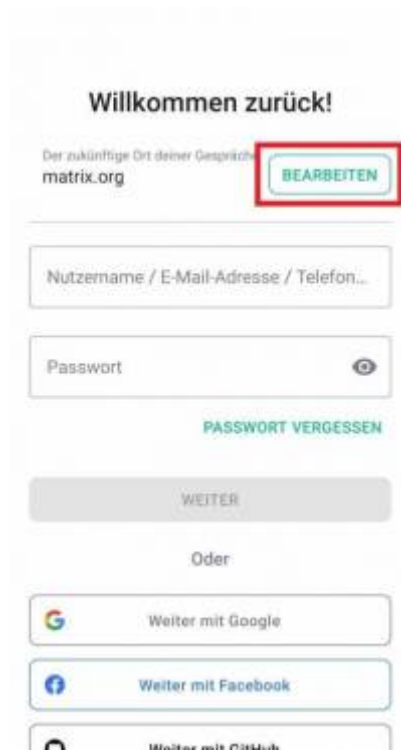 Willkommen zurück!
Der zukünftige Ort deiner Gespräche
matrix.org
BEARBEITEN
Nutzername / E-Mail-Adresse / Telefon...
Passwort
PASSWORT VERGESSEN
WEITER
Oder
Weiter mit Google
Weiter mit Facebook
Weiter mit GitHub